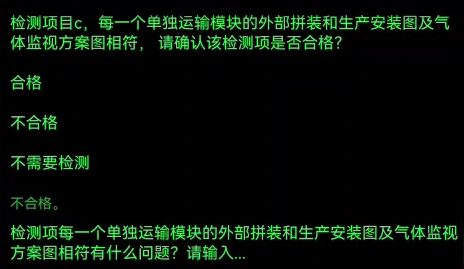 检测项目c，每一个单独运输模块的外部拼装和生产安装图及气
体监视方案图相符， 请确认该检测项是否合格？
合格
不合格
不需要检测
不合格。
检测项每一个单独运输模块的外部拼装和生产安装图及气体监视
方案图相符有什么问题？请输入...